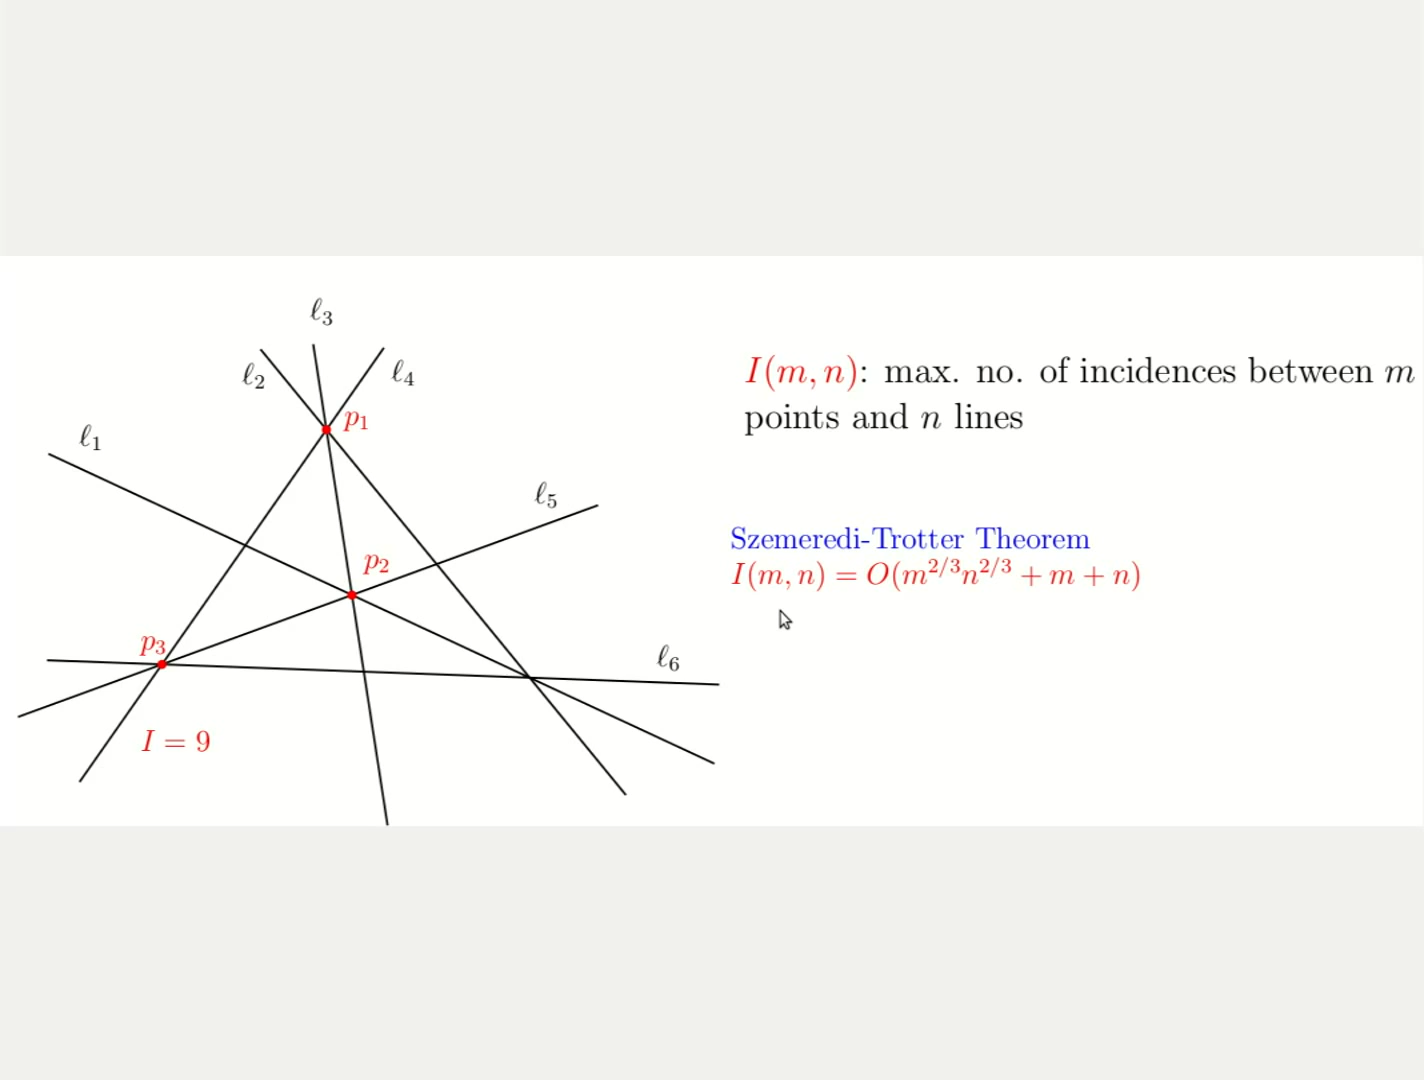 ℓ₃
ℓ₂
ℓ₄
I(m, n): max. no. of incidences between m
points and n lines
p₁
ℓ₁
ℓ₅
Szemeredi-Trotter Theorem
I(m, n) = O(m^{2/3}n^{2/3} + m + n)
p₂
p₃
ℓ₆
I = 9